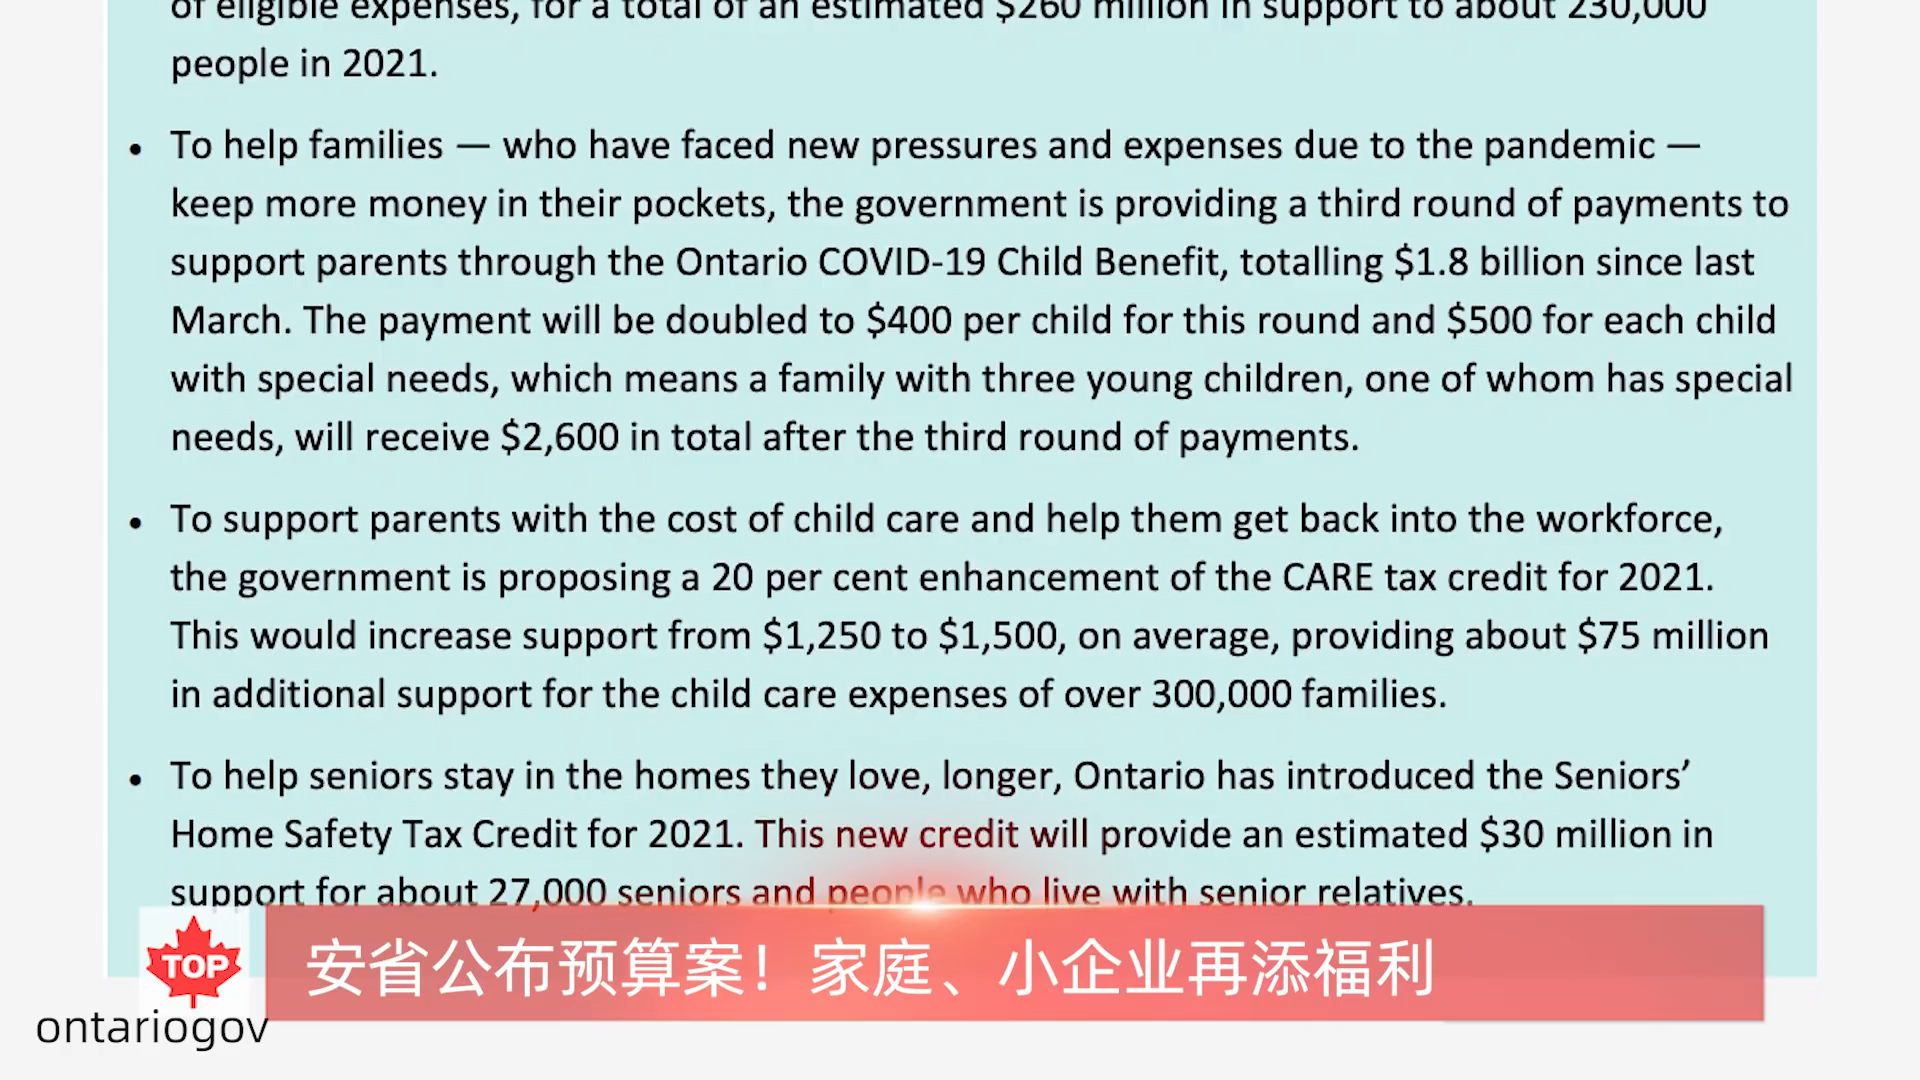 of eligible expenses, for a total of an estimated $260 million in support to about 230,000
people in 2021.
• To help families — who have faced new pressures and expenses due to the pandemic —
keep more money in their pockets, the government is providing a third round of payments to
support parents through the Ontario COVID-19 Child Benefit, totalling $1.8 billion since last
March. The payment will be doubled to $400 per child for this round and $500 for each child
with special needs, which means a family with three young children, one of whom has special
needs, will receive $2,600 in total after the third round of payments.
• To support parents with the cost of child care and help them get back into the workforce,
the government is proposing a 20 per cent enhancement of the CARE tax credit for 2021.
This would increase support from $1,250 to $1,500, on average, providing about $75 million
in additional support for the child care expenses of over 300,000 families.
• To help seniors stay in the homes they love, longer, Ontario has introduced the Seniors’
Home Safety Tax Credit for 2021. This new credit will provide an estimated $30 million in
support for about 27,000 seniors and people who live with senior relatives.
TOP
安省公布预算案！家庭、小企业再添福利
ontariogov